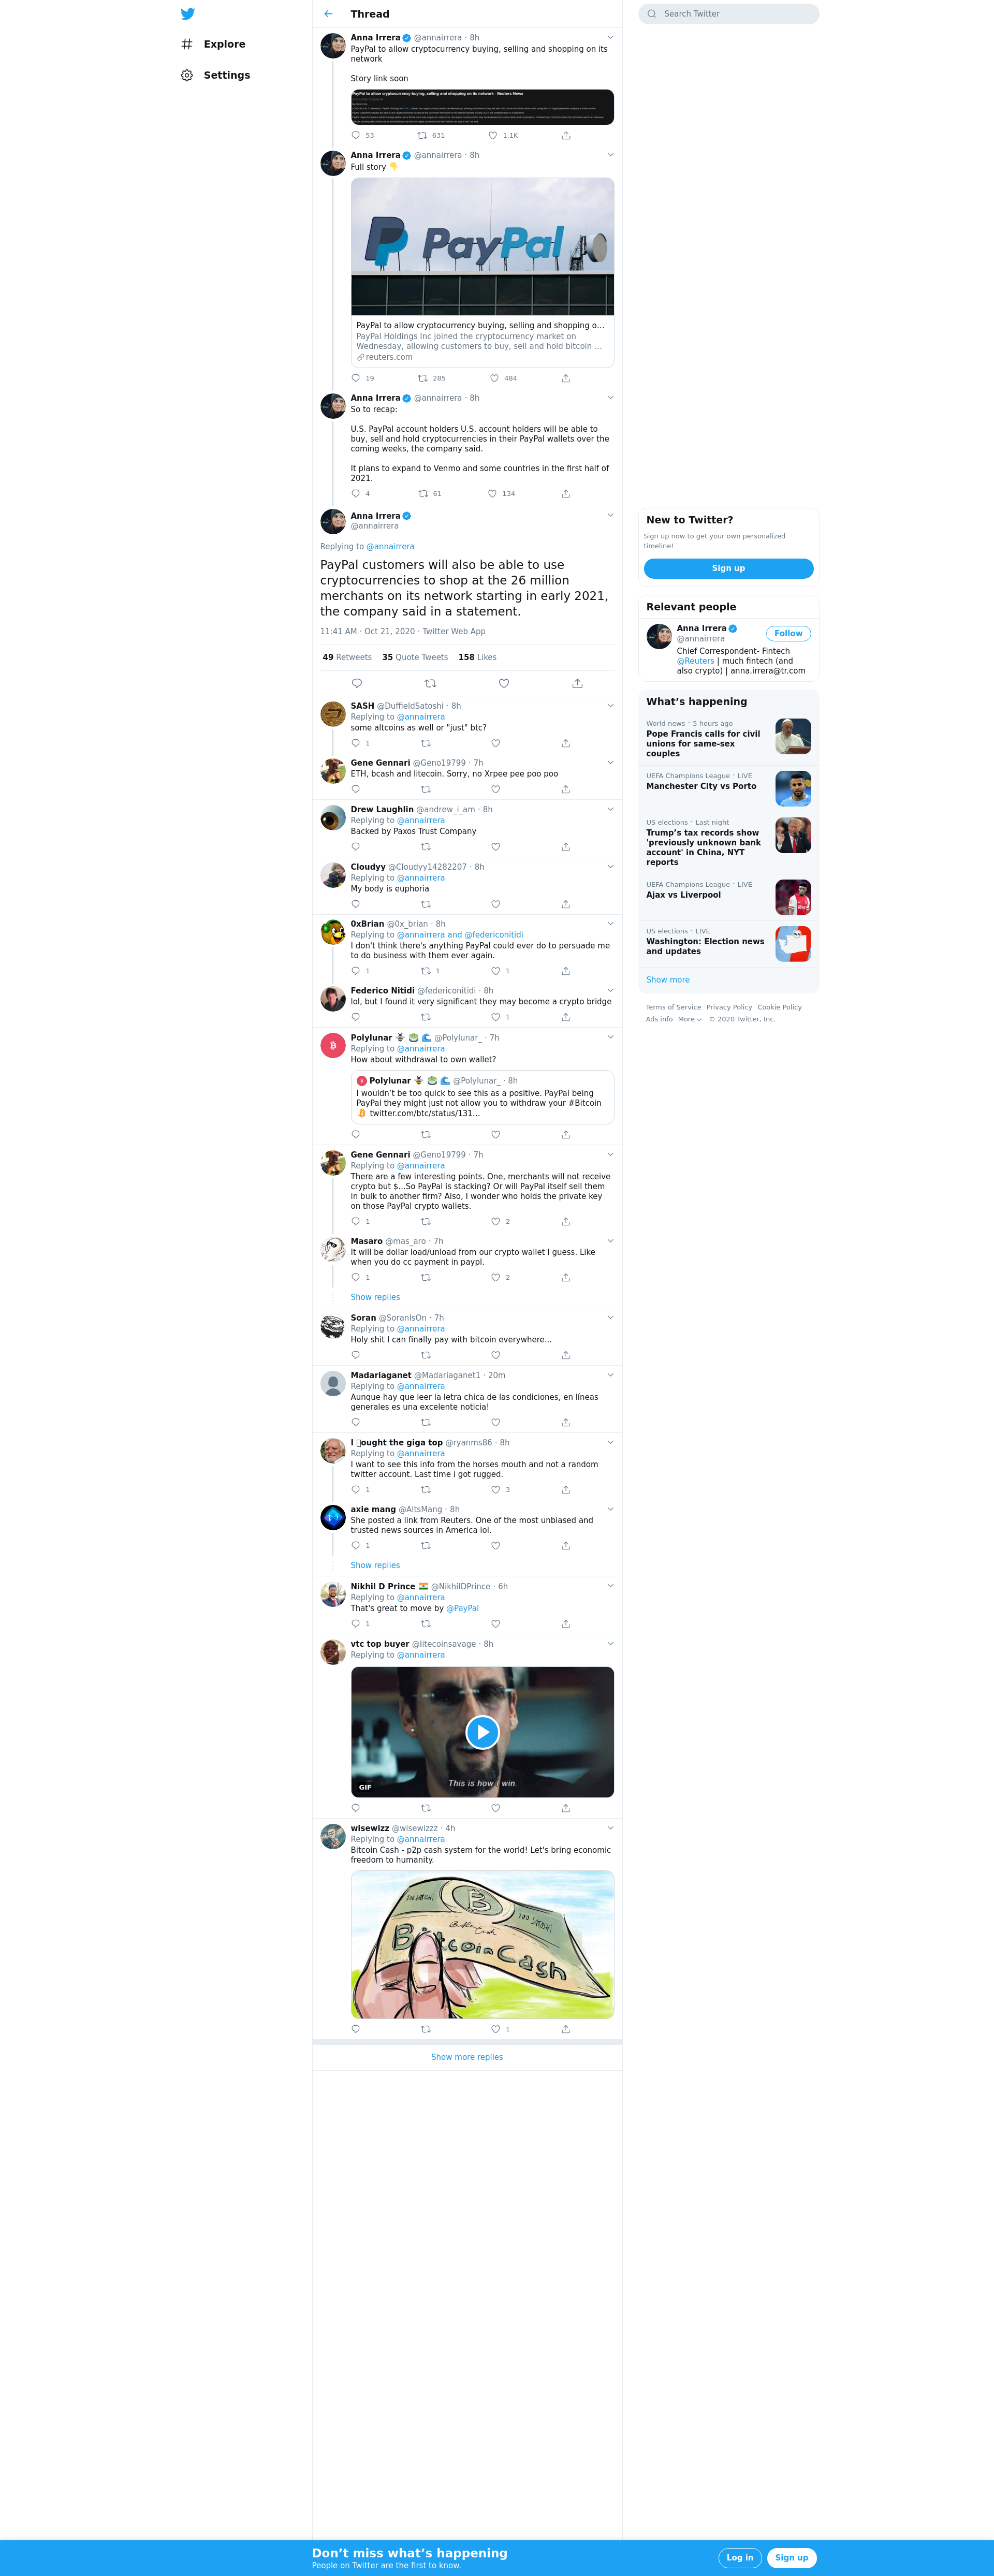 Explore
Settings
Thread
Anna Irrera @annairrera · 8h
PayPal to allow cryptocurrency buying, selling and shopping on its
network
Story link soon
PayPal to allow cryptocurrency buying, selling and shopping on its network - Reuters News
53 631 1.1K
Anna Irrera @annairrera · 8h
Full story 👇
PayPal
PayPal to allow cryptocurrency buying, selling and shopping o...
PayPal Holdings Inc joined the cryptocurrency market on
Wednesday, allowing customers to buy, sell and hold bitcoin ...
reuters.com
19 285 484
Anna Irrera @annairrera · 8h
So to recap:
U.S. PayPal account holders U.S. account holders will be able to
buy, sell and hold cryptocurrencies in their PayPal wallets over the
coming weeks, the company said.
It plans to expand to Venmo and some countries in the first half of
2021.
4 61 134
Anna Irrera
@annairrera
Replying to @annairrera
PayPal customers will also be able to use
cryptocurrencies to shop at the 26 million
merchants on its network starting in early 2021,
the company said in a statement.
11:41 AM · Oct 21, 2020 · Twitter Web App
49 Retweets 35 Quote Tweets 158 Likes
SASH @DuffieldSatoshi · 8h
Replying to @annairrera
some altcoins as well or "just" btc?
1
Gene Gennari @Geno19799 · 7h
ETH, bcash and litecoin. Sorry, no Xrpee pee poo poo
Drew Laughlin @andrew_i_am · 8h
Replying to @annairrera
Backed by Paxos Trust Company
Cloudyy @Cloudyy14282207 · 8h
Replying to @annairrera
My body is euphoria
0xBrian @0x_brian · 8h
Replying to @annairrera and @federiconitidi
I don't think there's anything PayPal could ever do to persuade me
to do business with them ever again.
1 1 1
Federico Nitidi @federiconitidi · 8h
lol, but I found it very significant they may become a crypto bridge
1
Polylunar @Polylunar_ · 7h
Replying to @annairrera
How about withdrawal to own wallet?
Polylunar @Polylunar_ · 8h
I wouldn't be too quick to see this as a positive. PayPal being
PayPal they might just not allow you to withdraw your #Bitcoin
twitter.com/btc/status/131…
Gene Gennari @Geno19799 · 7h
Replying to @annairrera
There are a few interesting points. One, merchants will not receive
crypto but $...So PayPal is stacking? Or will PayPal itself sell them
in bulk to another firm? Also, I wonder who holds the private key
on those PayPal crypto wallets.
1 2
Masaro @mas_aro · 7h
It will be dollar load/unload from our crypto wallet I guess. Like
when you do cc payment in paypl.
1 2
Show replies
Soran @SoranIsOn · 7h
Replying to @annairrera
Holy shit I can finally pay with bitcoin everywhere...
Madariaganet @Madariaganet1 · 20m
Replying to @annairrera
Aunque hay que leer la letra chica de las condiciones, en líneas
generales es una excelente noticia!
I ought the giga top @ryanms86 · 8h
Replying to @annairrera
I want to see this info from the horses mouth and not a random
twitter account. Last time i got rugged.
1 3
axie mang @AltsMang · 8h
She posted a link from Reuters. One of the most unbiased and
trusted news sources in America lol.
1
Show replies
Nikhil D Prince @NikhilDPrince · 6h
Replying to @annairrera
That's great to move by @PayPal
1
vtc top buyer @litecoinsavage · 8h
Replying to @annairrera
This is how I win.
GIF
wisewizz @wisewizzz · 4h
Replying to @annairrera
Bitcoin Cash - p2p cash system for the world! Let's bring economic
freedom to humanity.
Bitcoin Cash
1
Show more replies
Search Twitter
New to Twitter?
Sign up now to get your own personalized
timeline!
Sign up
Relevant people
Anna Irrera
@annairrera
Follow
Chief Correspondent- Fintech
@Reuters | much fintech (and
also crypto) | anna.irrera@tr.com
What's happening
World news · 5 hours ago
Pope Francis calls for civil
unions for same-sex
couples
UEFA Champions League · LIVE
Manchester City vs Porto
US elections · Last night
Trump's tax records show
'previously unknown bank
account' in China, NYT
reports
UEFA Champions League · LIVE
Ajax vs Liverpool
US elections · LIVE
Washington: Election news
and updates
Show more
Terms of Service Privacy Policy Cookie Policy
Ads info More © 2020 Twitter, Inc.
Don't miss what's happening
People on Twitter are the first to know.
Log in
Sign up